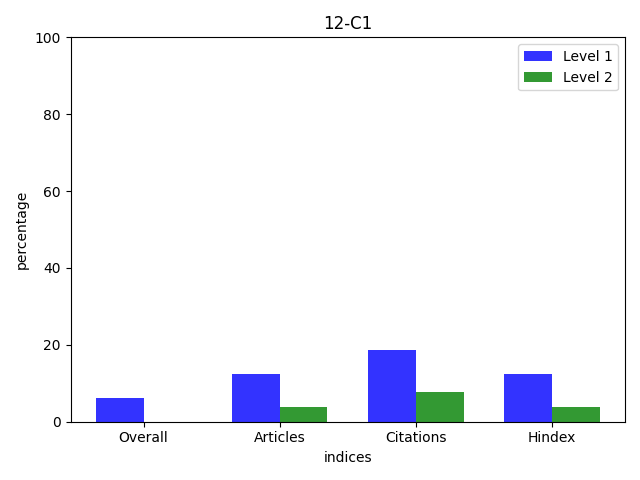 12-C1
100
80
60
40
20
0
percentage
Level 1
Level 2
Overall Articles Citations Hindex
indices